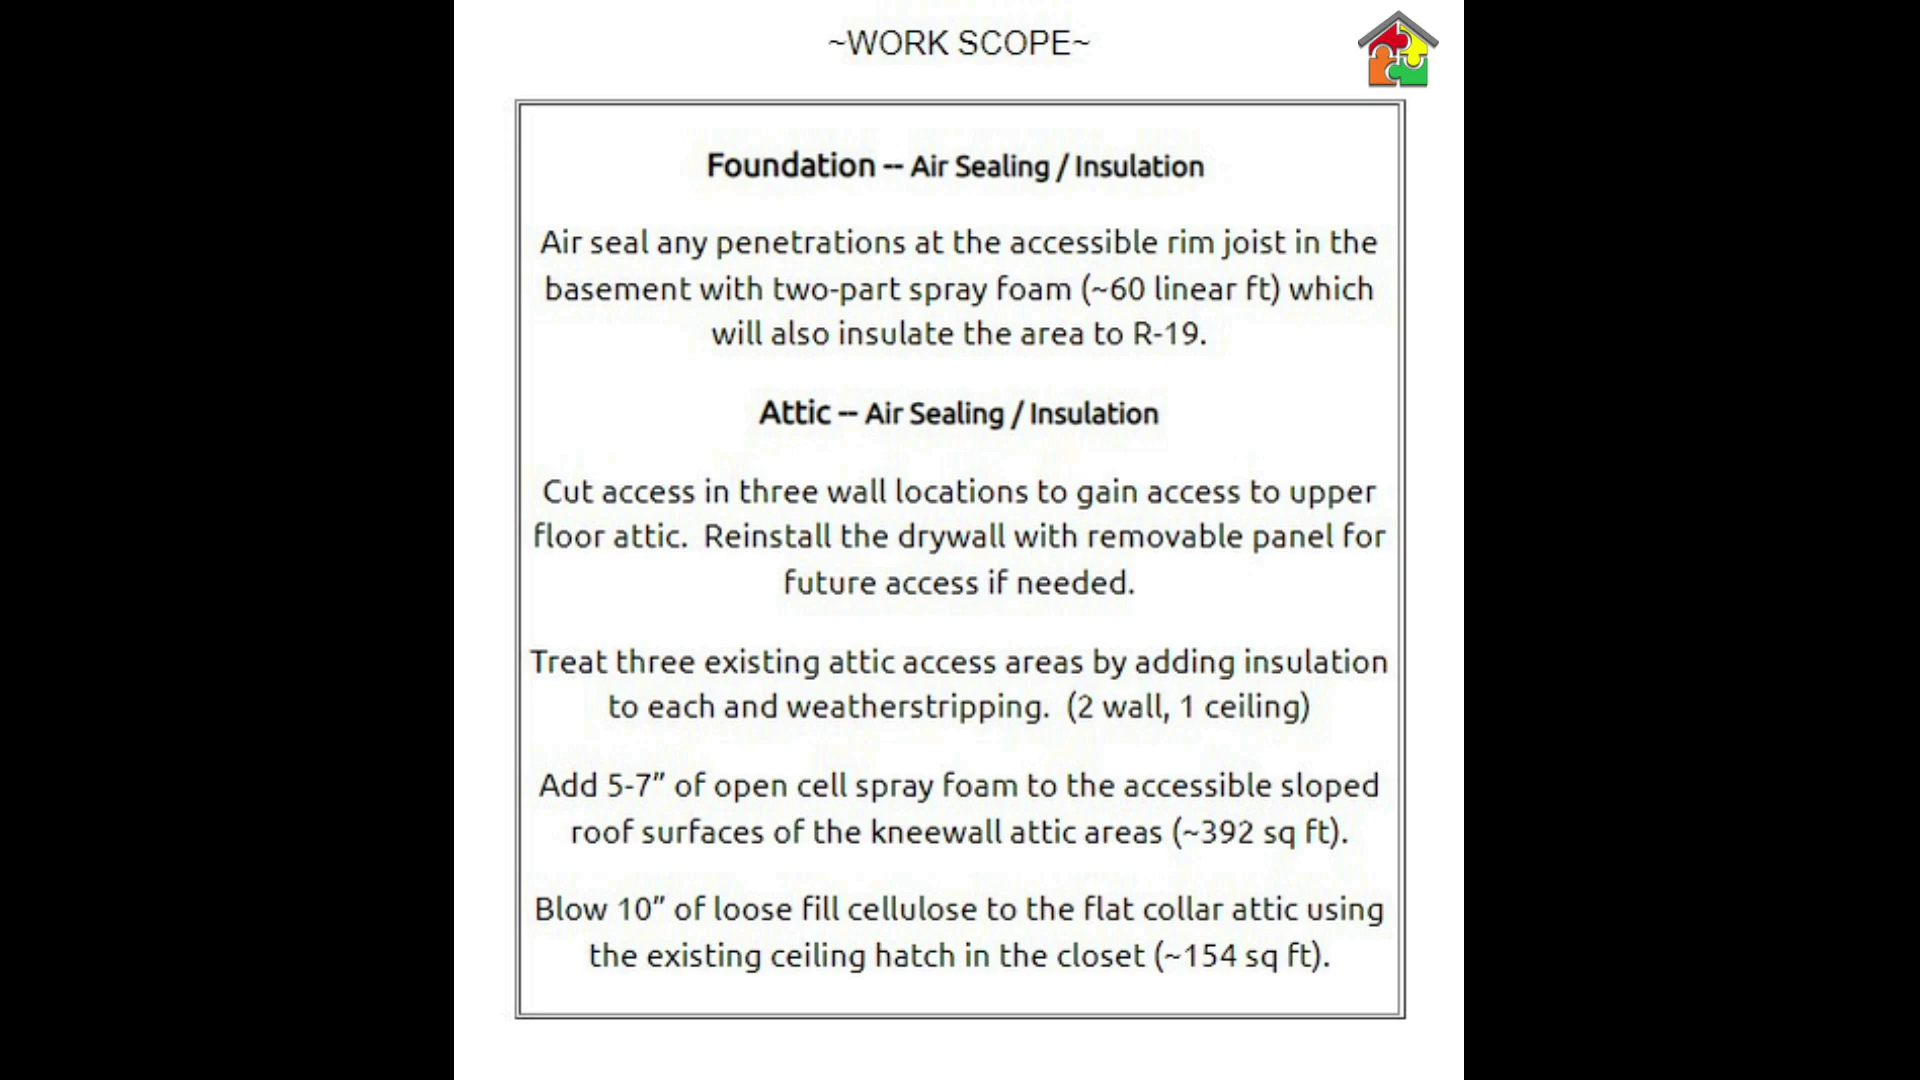 ~WORK SCOPE~
Foundation -- Air Sealing / Insulation
Air seal any penetrations at the accessible rim joist in the
basement with two-part spray foam (~60 linear ft) which
will also insulate the area to R-19.
Attic -- Air Sealing / Insulation
Cut access in three wall locations to gain access to upper
floor attic.  Reinstall the drywall with removable panel for
future access if needed.
Treat three existing attic access areas by adding insulation
to each and weatherstripping.  (2 wall, 1 ceiling)
Add 5-7” of open cell spray foam to the accessible sloped
roof surfaces of the kneewall attic areas (~392 sq ft).
Blow 10” of loose fill cellulose to the flat collar attic using
the existing ceiling hatch in the closet (~154 sq ft).